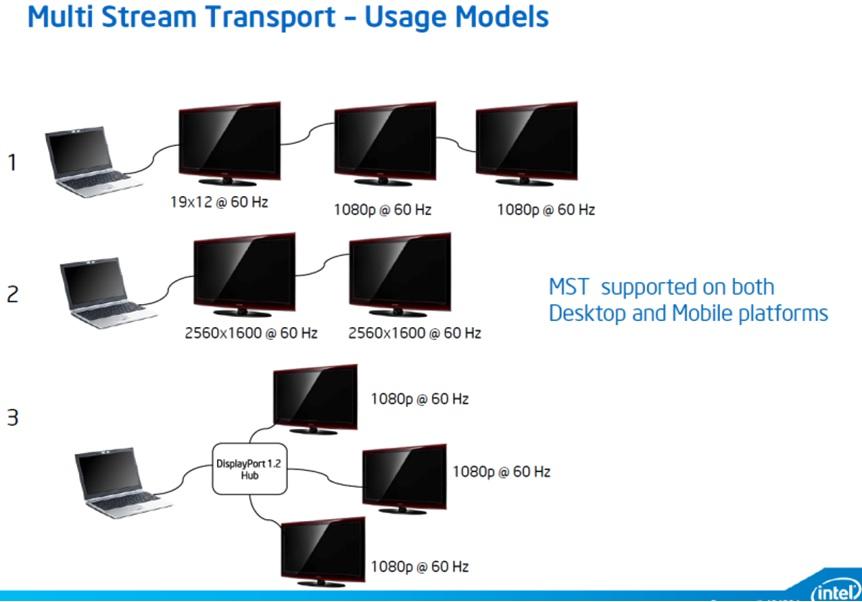 Multi Stream Transport – Usage Models
1
19x12 @ 60 Hz
1080p @ 60 Hz
1080p @ 60 Hz
2
2560x1600 @ 60 Hz
2560x1600 @ 60 Hz
MST supported on both
Desktop and Mobile platforms
3
1080p @ 60 Hz
DisplayPort 1.2
Hub
1080p @ 60 Hz
1080p @ 60 Hz
intel